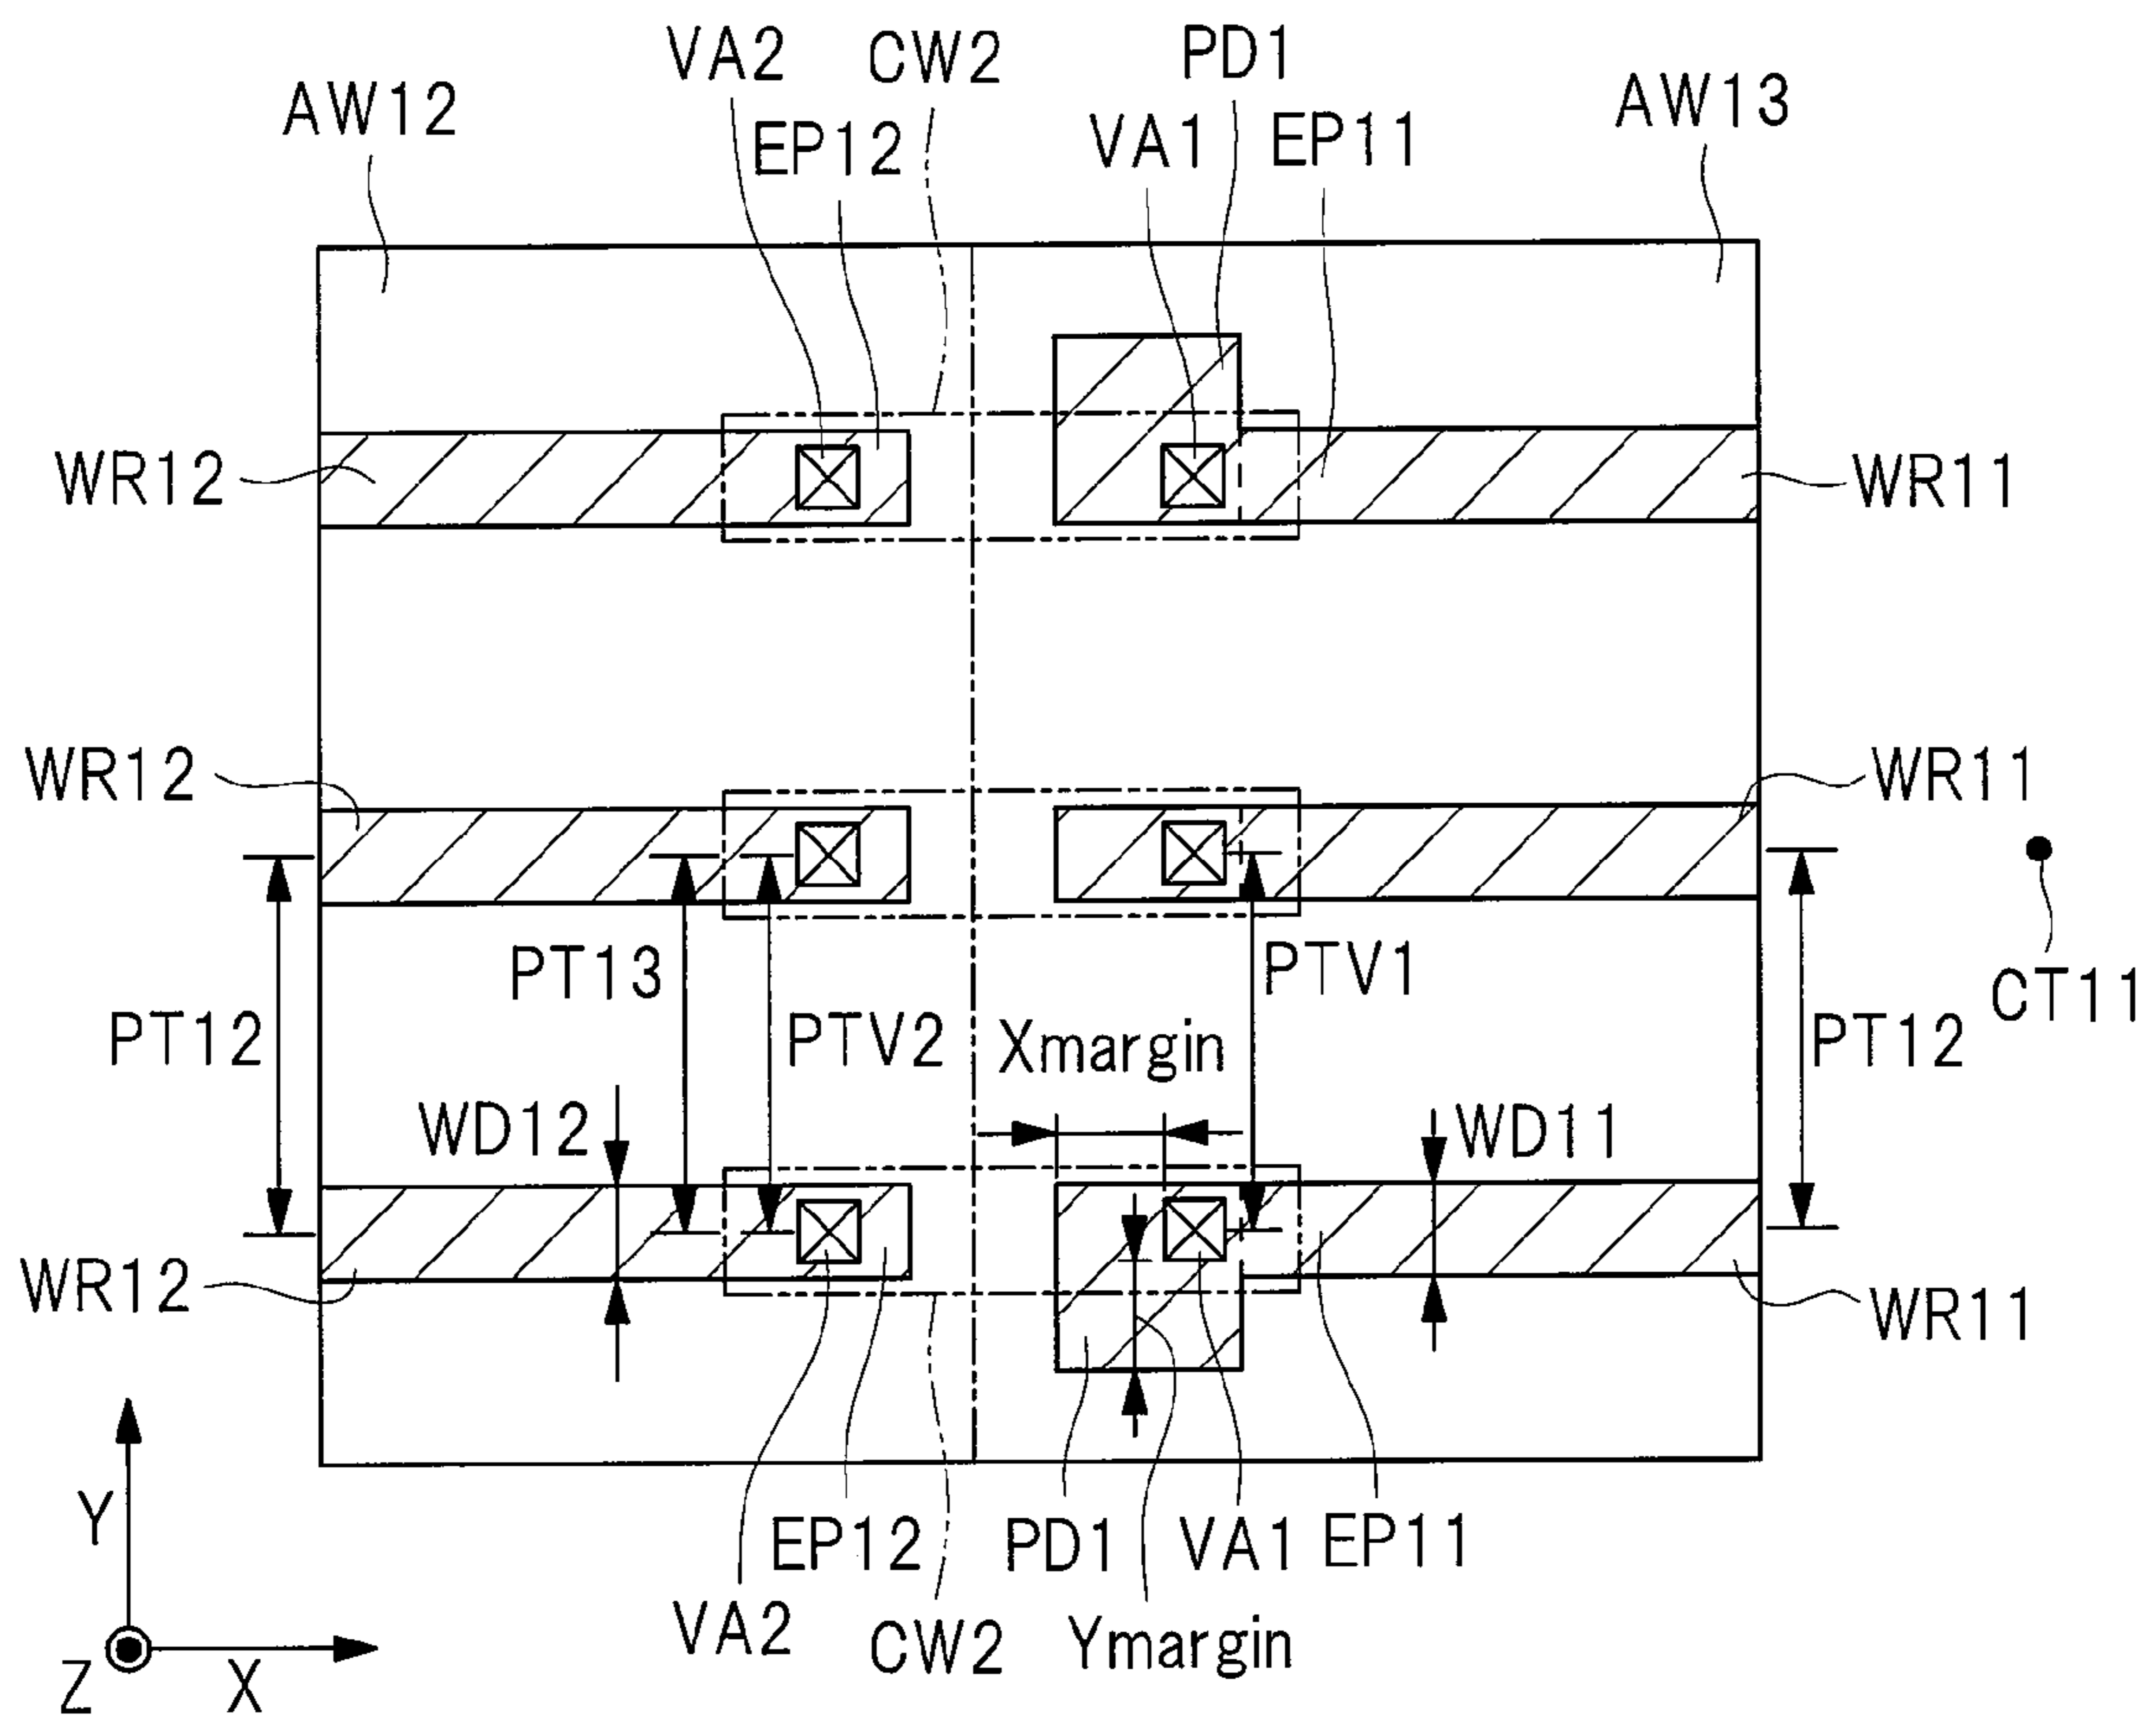 VA2
CW2
PD1
AW12
AW13
EP12
VA1
EP11
WR12
WR11
WR12
WR11
PT13
PTV1
CT11
PT12
PTV2
Xmargin
PT12
WD12
WD11
WR12
WR11
Y
EP12
PD1
VA1
EP11
VA2
CW2
Ymargin
Z
X